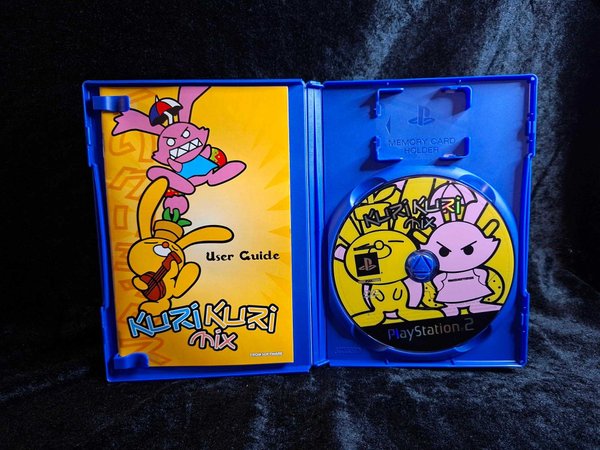 User Guide
KURI KURI
mix
FROM SOFTWARE
MEMORY CARD
HOLDER
KURI KURI
mix
PlayStation 2